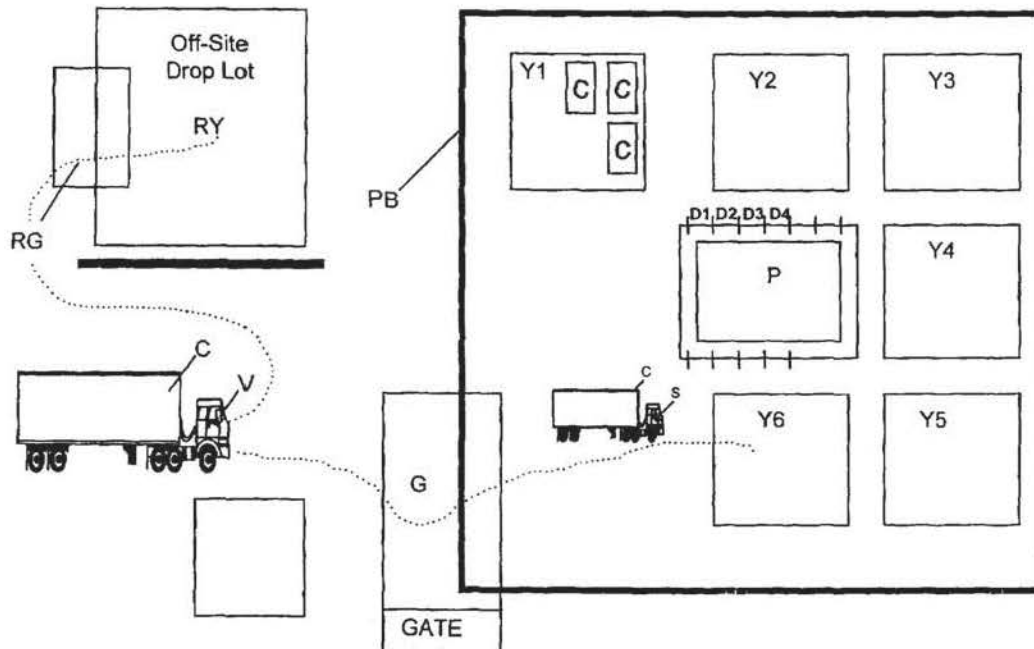 Off-Site
Drop Lot
RY
RG
C
V
G
GATE
PB
Y1
C
C
C
Y2
Y3
D1 D2 D3 D4
P
Y4
C
S
Y6
Y5